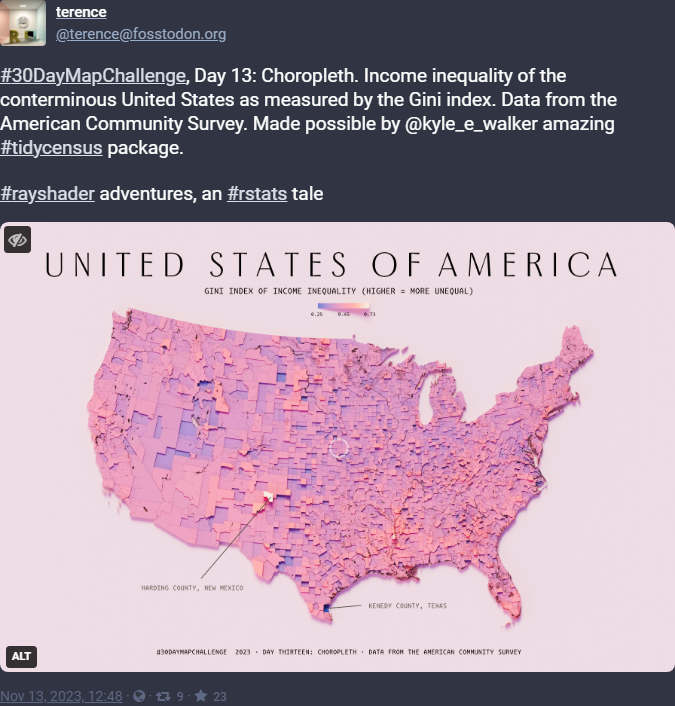 terence
@terence@fosstodon.org
#30DayMapChallenge, Day 13: Choropleth. Income inequality of the
conterminous United States as measured by the Gini index. Data from the
American Community Survey. Made possible by @kyle_e_walker amazing
#tidycensus package.
#rayshader adventures, an #rstats tale
UNITED STATES OF AMERICA
GINI INDEX OF INCOME INEQUALITY (HIGHER = MORE UNEQUAL)
0.25 0.45 0.71
HARDING COUNTY, NEW MEXICO
KENEDY COUNTY, TEXAS
#30DAYMAPCHALLENGE 2023 · DAY THIRTEEN: CHOROPLETH · DATA FROM THE AMERICAN COMMUNITY SURVEY
ALT
Nov 13, 2023, 12:48 · 9 · 23